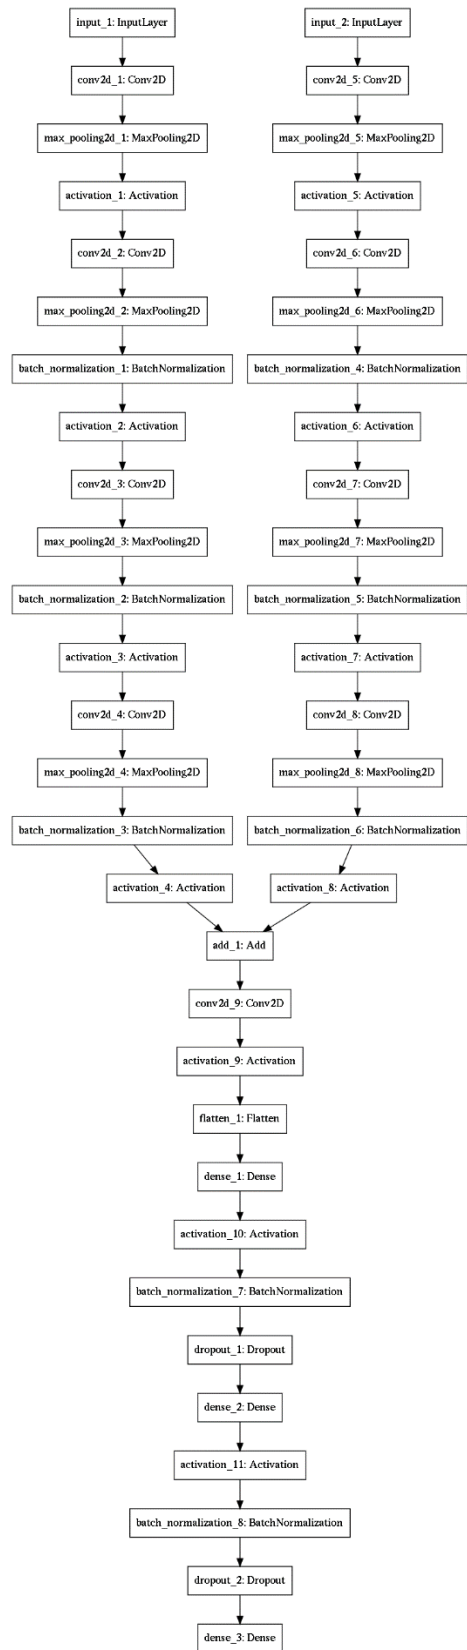 input_1: InputLayer
input_2: InputLayer
conv2d_1: Conv2D
conv2d_5: Conv2D
max_pooling2d_1: MaxPooling2D
max_pooling2d_5: MaxPooling2D
activation_1: Activation
activation_5: Activation
conv2d_2: Conv2D
conv2d_6: Conv2D
max_pooling2d_2: MaxPooling2D
max_pooling2d_6: MaxPooling2D
batch_normalization_1: BatchNormalization
batch_normalization_4: BatchNormalization
activation_2: Activation
activation_6: Activation
conv2d_3: Conv2D
conv2d_7: Conv2D
max_pooling2d_3: MaxPooling2D
max_pooling2d_7: MaxPooling2D
batch_normalization_2: BatchNormalization
batch_normalization_5: BatchNormalization
activation_3: Activation
activation_7: Activation
conv2d_4: Conv2D
conv2d_8: Conv2D
max_pooling2d_4: MaxPooling2D
max_pooling2d_8: MaxPooling2D
batch_normalization_3: BatchNormalization
batch_normalization_6: BatchNormalization
activation_4: Activation
activation_8: Activation
add_1: Add
conv2d_9: Conv2D
activation_9: Activation
flatten_1: Flatten
dense_1: Dense
activation_10: Activation
batch_normalization_7: BatchNormalization
dropout_1: Dropout
dense_2: Dense
activation_11: Activation
batch_normalization_8: BatchNormalization
dropout_2: Dropout
dense_3: Dense